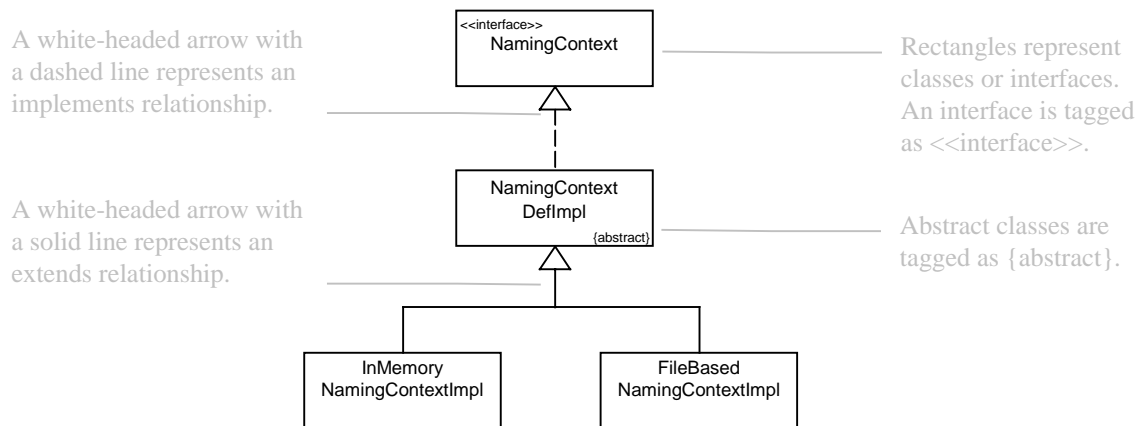 A white-headed arrow with
a dashed line represents an
implements relationship.
<<interface>>
NamingContext
Rectangles represent
classes or interfaces.
An interface is tagged
as <<interface>>.
A white-headed arrow with
a solid line represents an
extends relationship.
NamingContext
DefImpl
{abstract}
Abstract classes are
tagged as {abstract}.
InMemory
NamingContextImpl
FileBased
NamingContextImpl